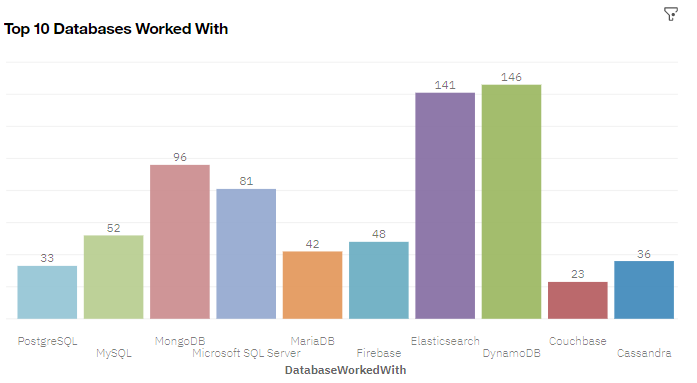 Top 10 Databases Worked With
33
52
96
81
42
48
141
146
23
36
PostgreSQL
MySQL
MongoDB
Microsoft SQL Server
MariaDB
Firebase
Elasticsearch
DynamoDB
Couchbase
Cassandra
DatabaseWorkedWith